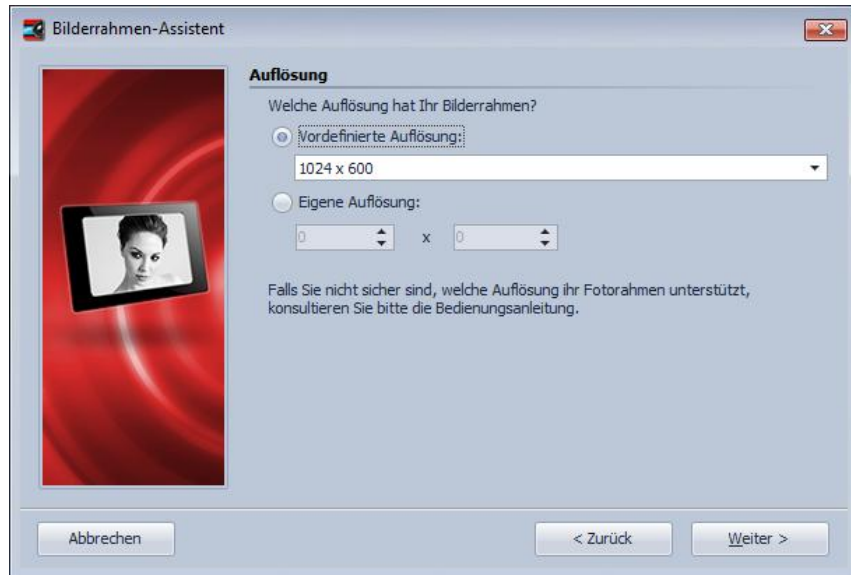 Bilderrahmen-Assistent
Auflösung
Welche Auflösung hat Ihr Bilderrahmen?
Vordefinierte Auflösung:
1024 x 600
Eigene Auflösung:
0 x 0
Falls Sie nicht sicher sind, welche Auflösung ihr Fotorahmen unterstützt,
konsultieren Sie bitte die Bedienungsanleitung.
Abbrechen < Zurück Weiter >